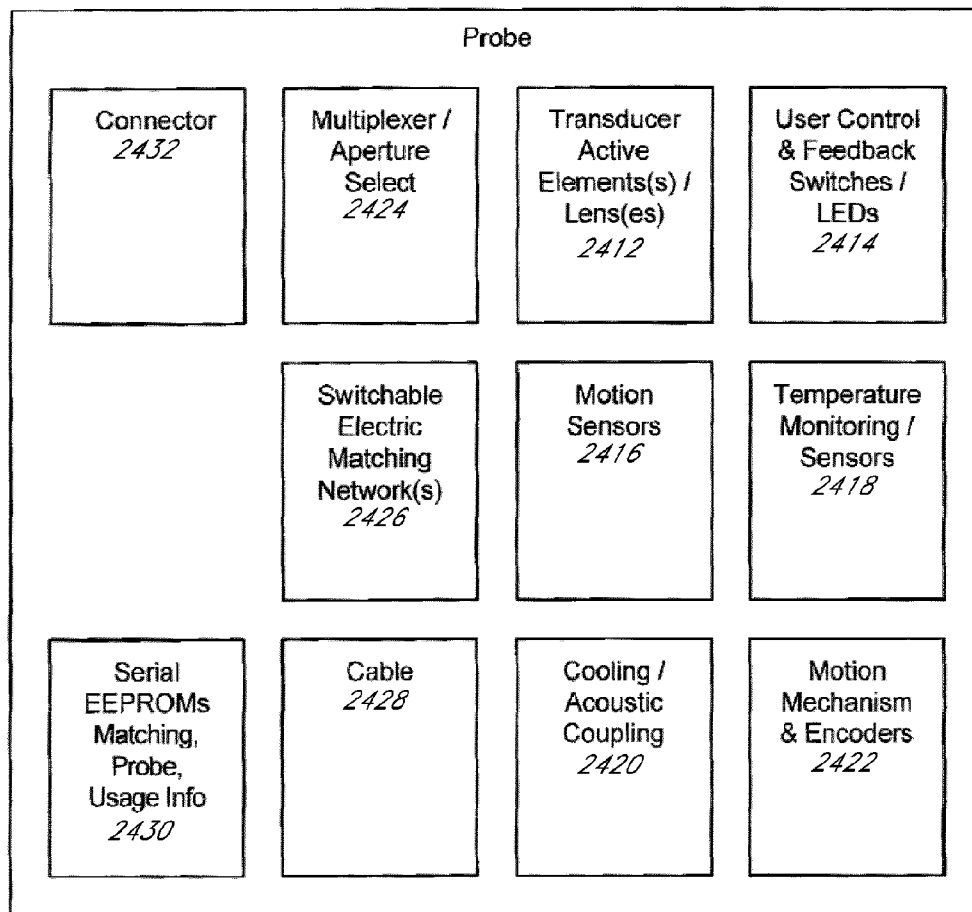 Probe
Connector
2432
Multiplexer /
Aperture
Select
2424
Transducer
Active
Elements(s) /
Lens(es)
2412
User Control
& Feedback
Switches /
LEDs
2414
Switchable
Electric
Matching
Network(s)
2426
Motion
Sensors
2416
Temperature
Monitoring /
Sensors
2418
Serial
EEPROMs
Matching,
Probe,
Usage Info
2430
Cable
2428
Cooling /
Acoustic
Coupling
2420
Motion
Mechanism
& Encoders
2422